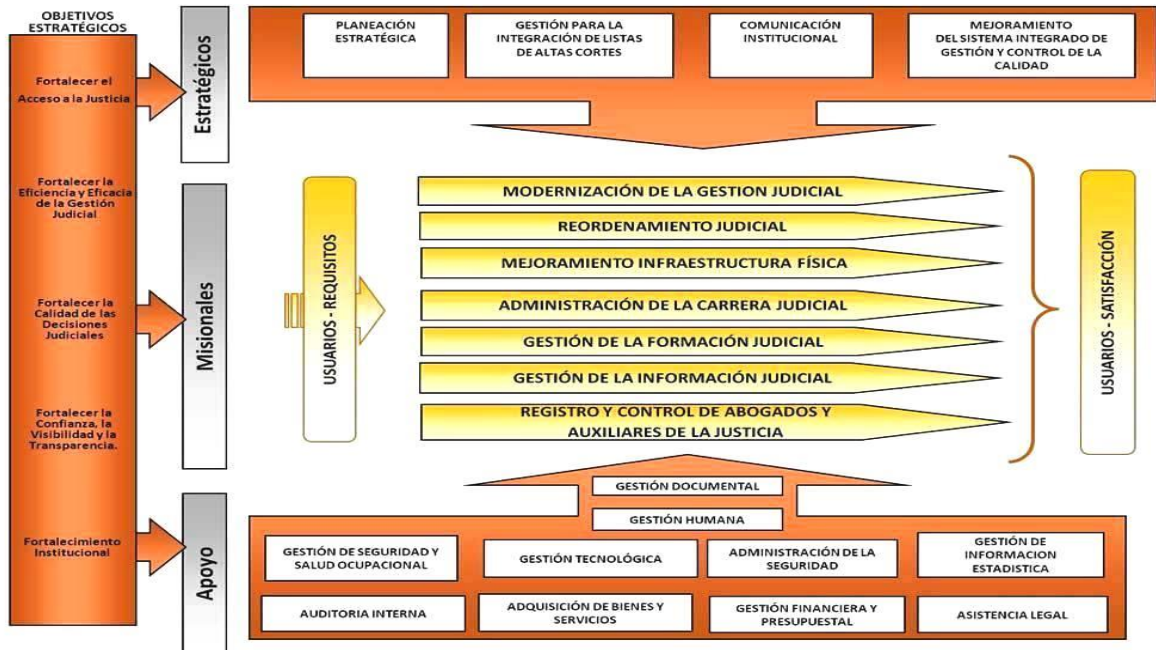 OBJETIVOS
ESTRATÉGICOS
Fortalecer el
Acceso a la Justicia
Fortalecer la
Eficiencia y Eficacia
de la Gestión
Judicial
Fortalecer la
Calidad de las
Decisiones
Judiciales
Fortalecer la
Confianza, la
Visibilidad y la
Transparencia.
Fortalecimiento
Institucional
Estratégicos
Misionales
Apoyo
PLANEACIÓN
ESTRATÉGICA
GESTIÓN PARA LA
INTEGRACIÓN DE LISTAS
DE ALTAS CORTES
COMUNICACIÓN
INSTITUCIONAL
MEJORAMIENTO
DEL SISTEMA INTEGRADO DE
GESTIÓN Y CONTROL DE LA
CALIDAD
USUARIOS - REQUISITOS
MODERNIZACIÓN DE LA GESTION JUDICIAL
REORDENAMIENTO JUDICIAL
MEJORAMIENTO INFRAESTRUCTURA FÍSICA
ADMINISTRACIÓN DE LA CARRERA JUDICIAL
GESTIÓN DE LA FORMACIÓN JUDICIAL
GESTIÓN DE LA INFORMACIÓN JUDICIAL
REGISTRO Y CONTROL DE ABOGADOS Y
AUXILIARES DE LA JUSTICIA
USUARIOS - SATISFACCIÓN
GESTIÓN DOCUMENTAL
GESTIÓN HUMANA
GESTIÓN DE SEGURIDAD Y
SALUD OCUPACIONAL
GESTIÓN TECNOLÓGICA
ADMINISTRACIÓN DE LA
SEGURIDAD
GESTIÓN DE
INFORMACION
ESTADISTICA
AUDITORIA INTERNA
ADQUISICIÓN DE BIENES Y
SERVICIOS
GESTIÓN FINANCIERA Y
PRESUPUESTAL
ASISTENCIA LEGAL